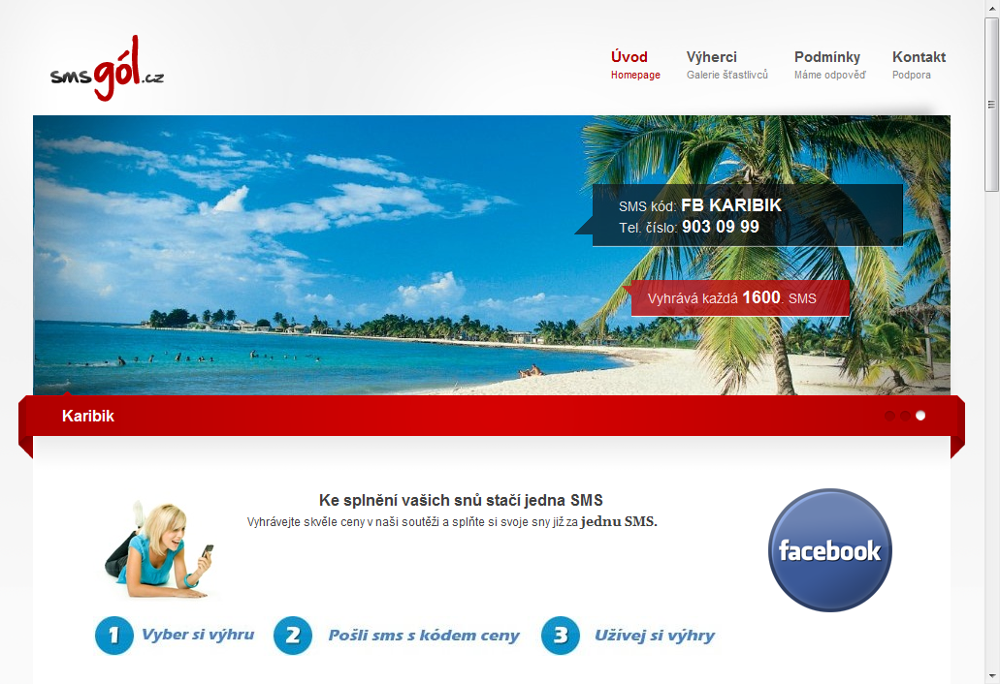 smsgól.cz
Úvod
Homepage
Výherci
Galerie šťastlivců
Podmínky
Máme odpověď
Kontakt
Podpora
SMS kód: FB KARIBIK
Tel. číslo: 903 09 99
Vyhrává každá 1600. SMS
Karibik
Ke splnění vašich snů stačí jedna SMS
Vyhrávejte skvěle ceny v naši soutěži a splňte si svoje sny již za jednu SMS.
facebook
1 Vyber si výhru
2 Pošli sms s kódem ceny
3 Užívej si výhry